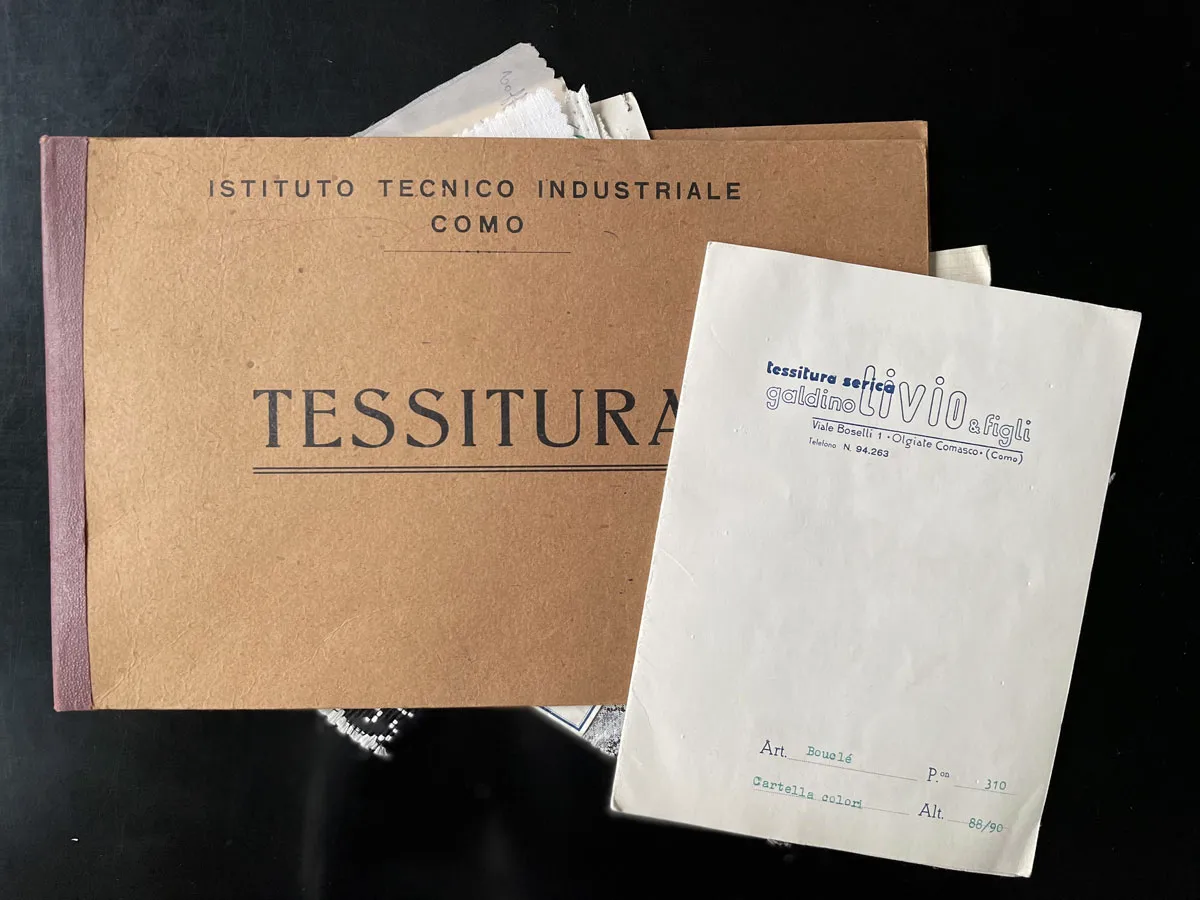 ISTITUTO TECNICO INDUSTRIALE
COMO
TESSITURA
tessitura serica
galdino livio & figli
Viale Boselli 1 • Olgiate Comasco • (Como)
Telefono N. 94.263
Art. Bouclé
P.on 310
Cartella colori
Alt. 88/90